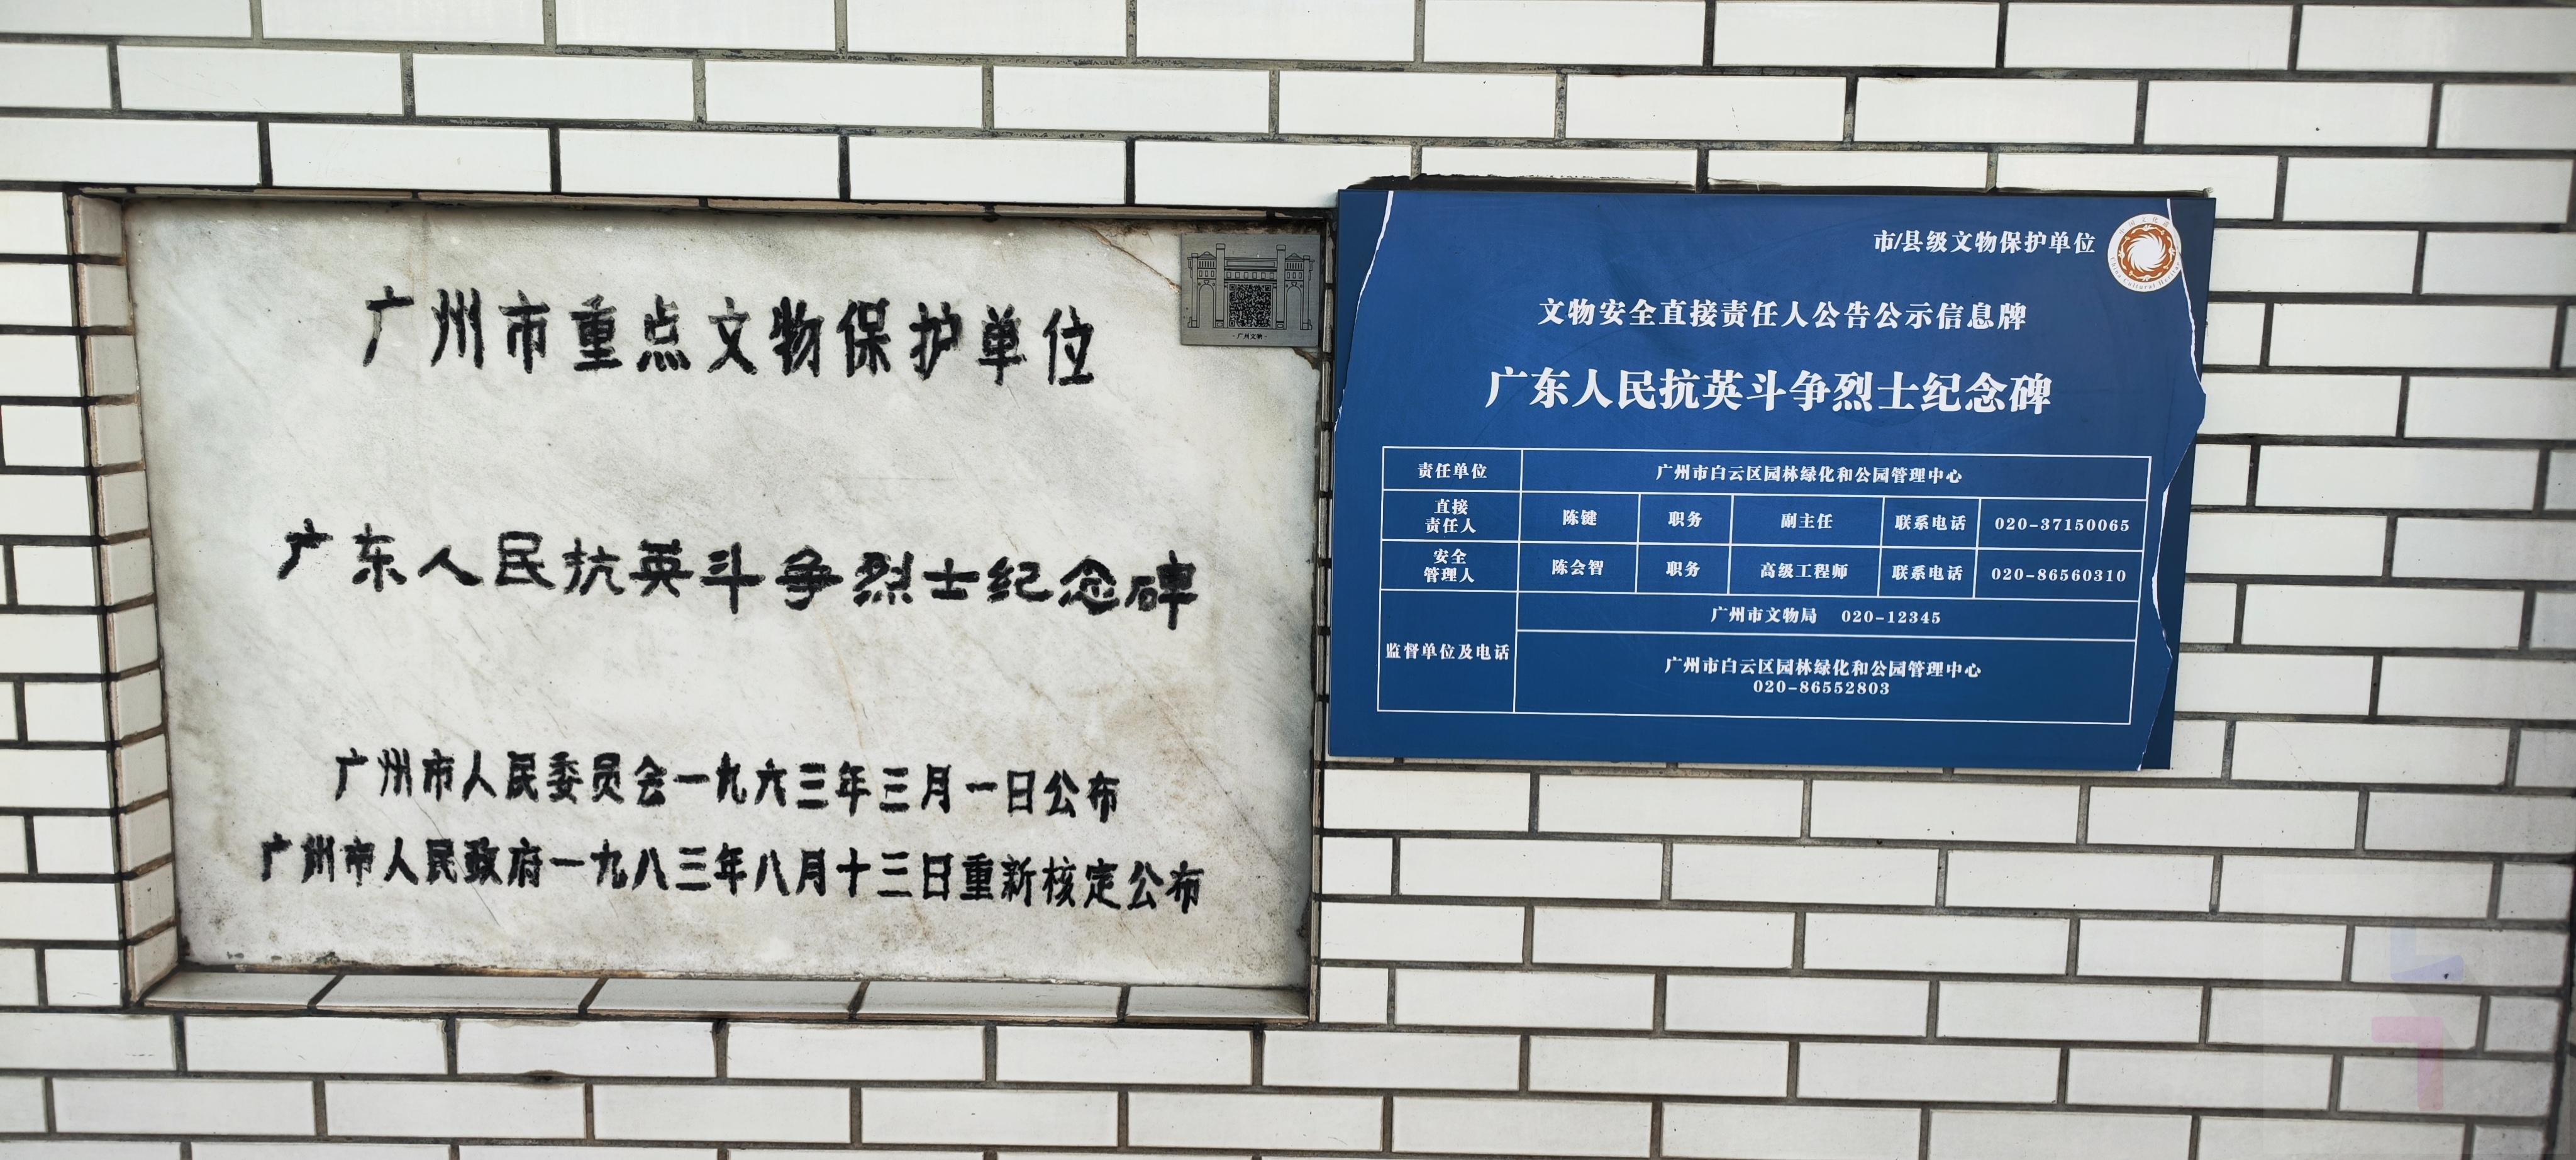 广州市重点文物保护单位
·广州文物·
广东人民抗英斗争烈士纪念碑
广州市人民委员会一九六三年三月一日公布
广州市人民政府一九八三年八月十三日重新核定公布
市/县级文物保护单位
文物安全直接责任人公告公示信息牌
广东人民抗英斗争烈士纪念碑
责任单位 广州市白云区园林绿化和公园管理中心
直接
责任人 陈键 职务 副主任 联系电话 020-37150065
安全
管理人 陈会智 职务 高级工程师 联系电话 020-86560310
监督单位及电话
广州市文物局 020-12345
广州市白云区园林绿化和公园管理中心
020-86552803